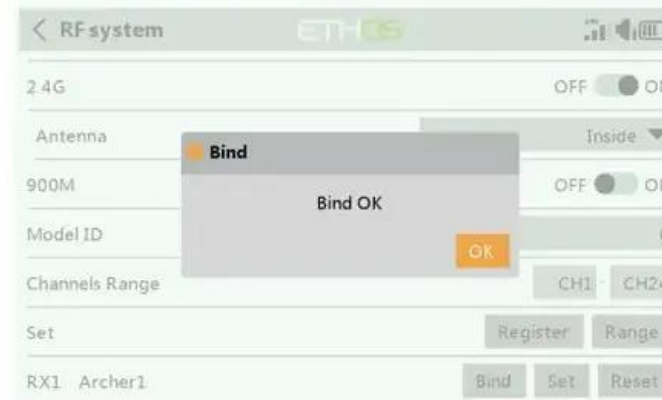 < RF system ETHOS
2.4G OFF
Antenna Inside
Bind
900M OFF
Bind OK
Model ID
OK
Channels Range CH1 - CH24
Set Register Range
RX1 Archer1 Bind Set Reset